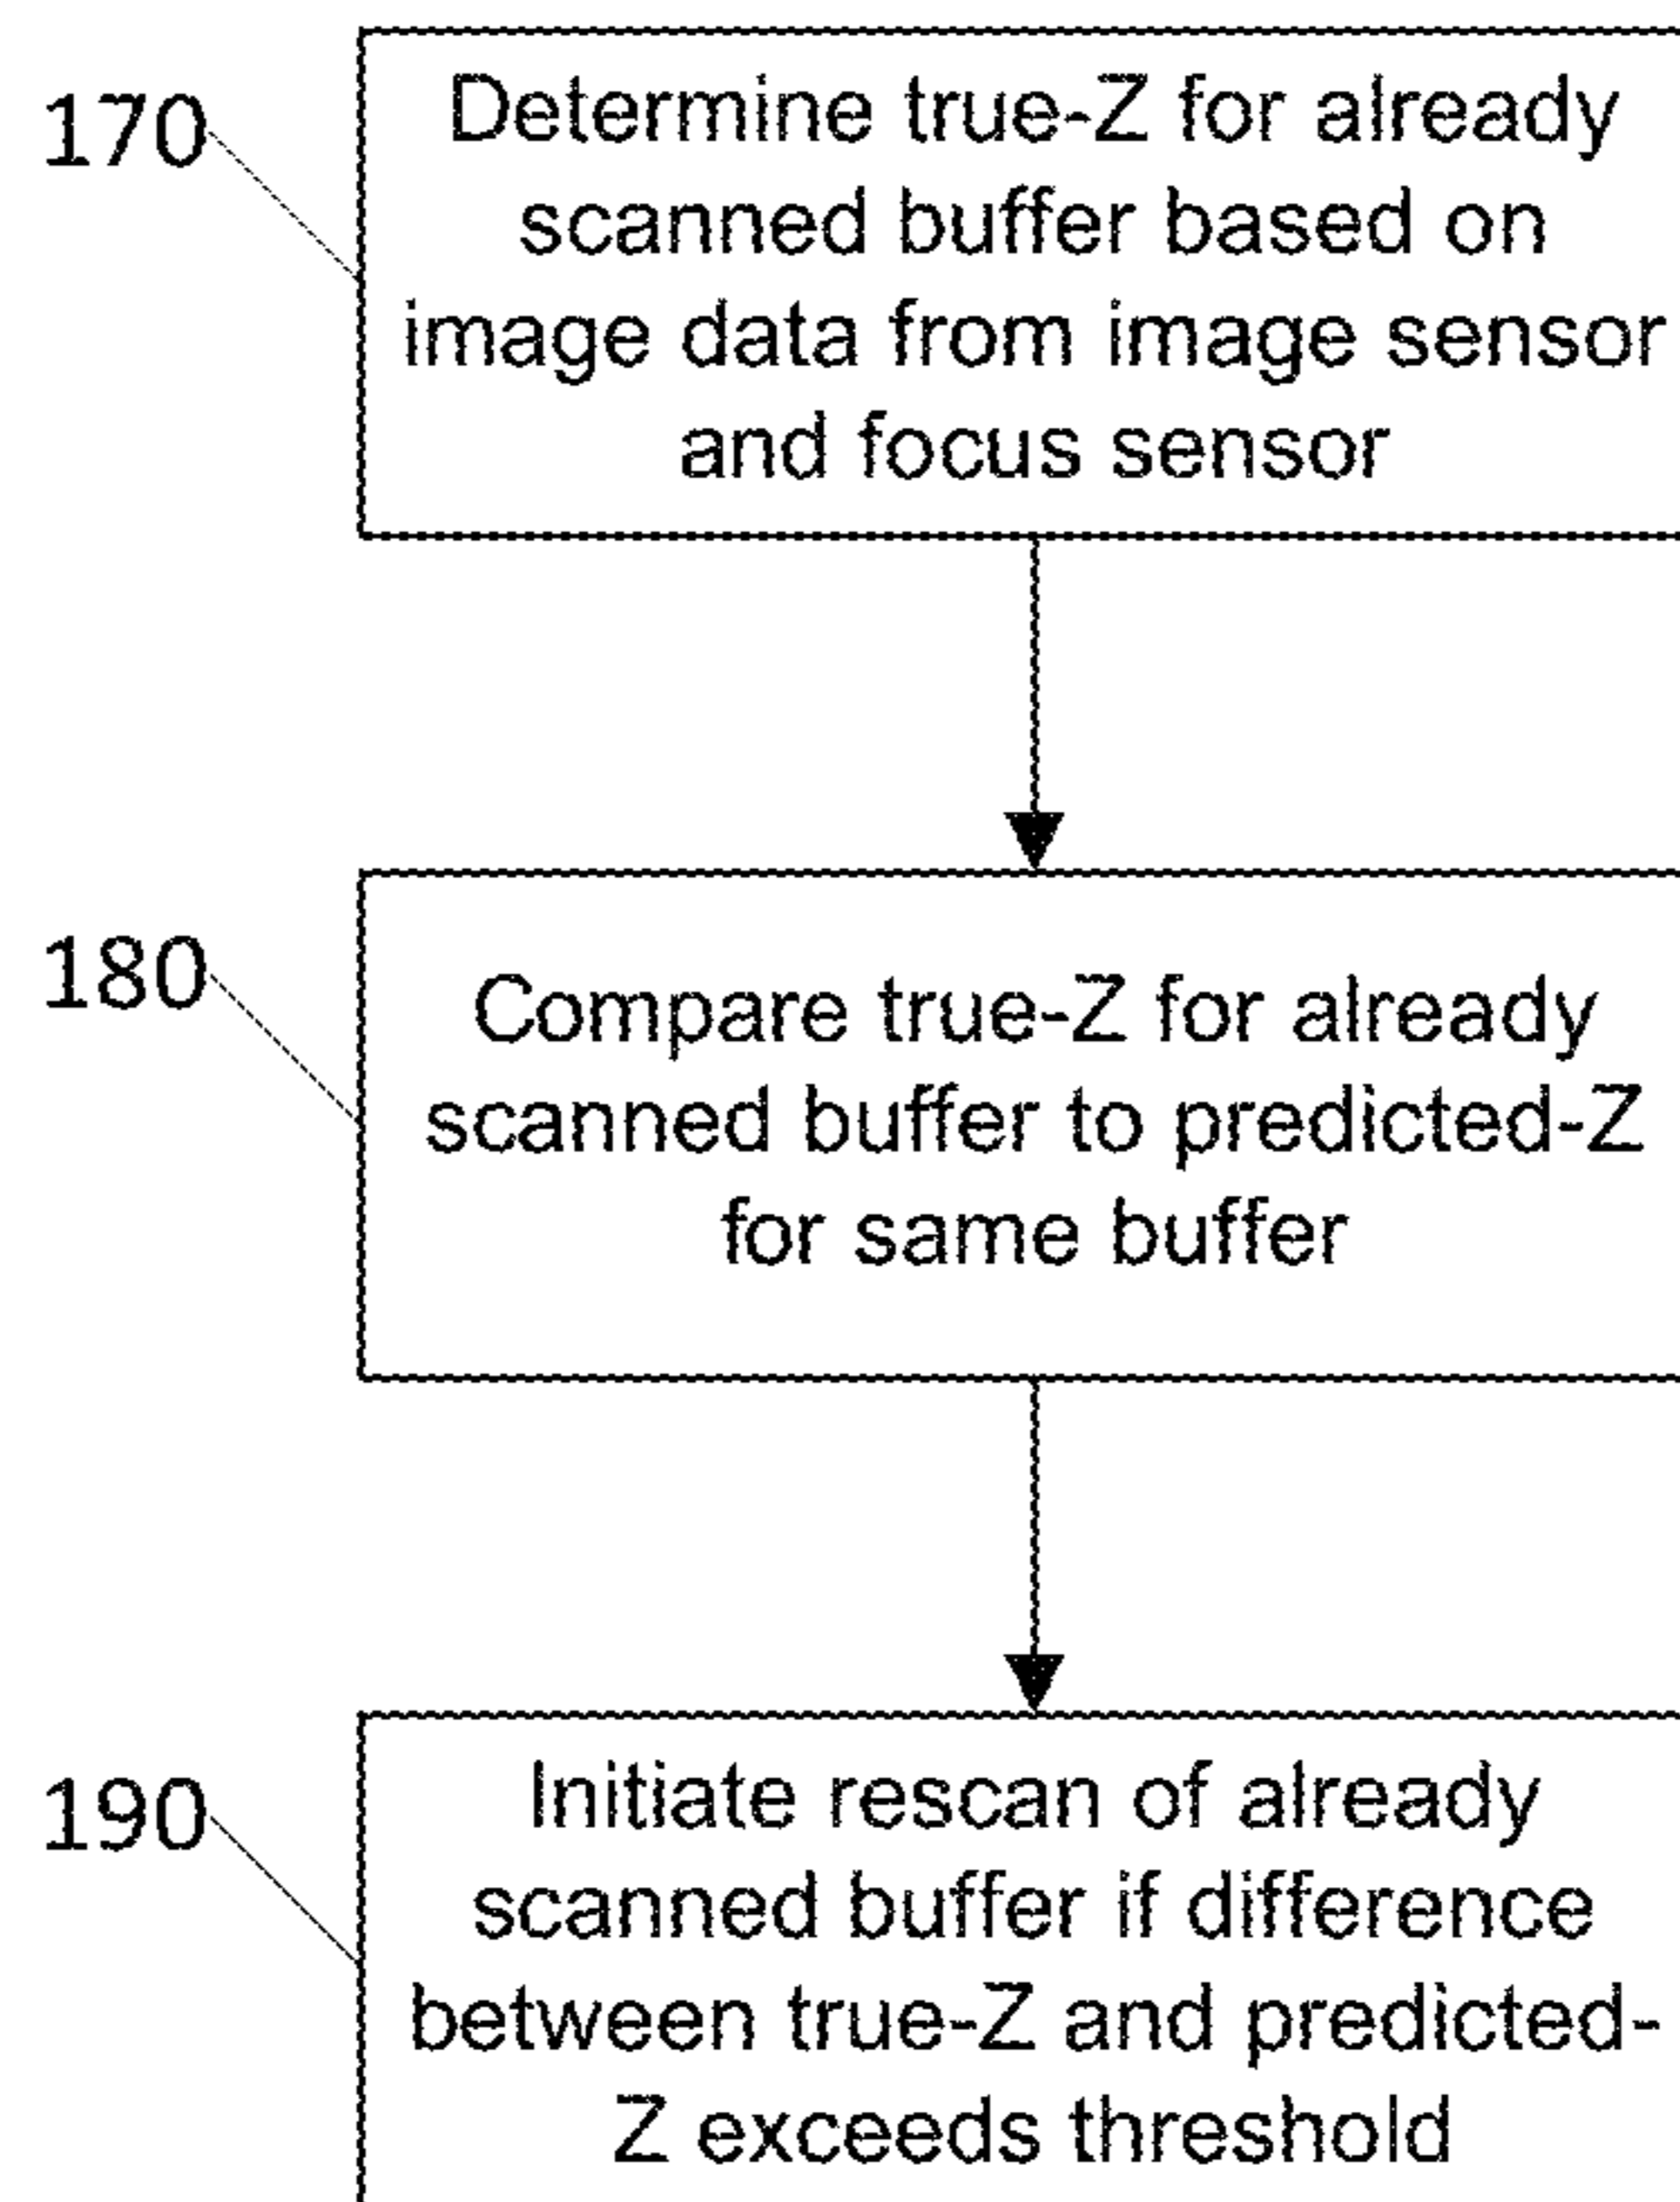 170
Determine true-Z for already
scanned buffer based on
image data from image sensor
and focus sensor
180
Compare true-Z for already
scanned buffer to predicted-Z
for same buffer
190
Initiate rescan of already
scanned buffer if difference
between true-Z and predicted-
Z exceeds threshold